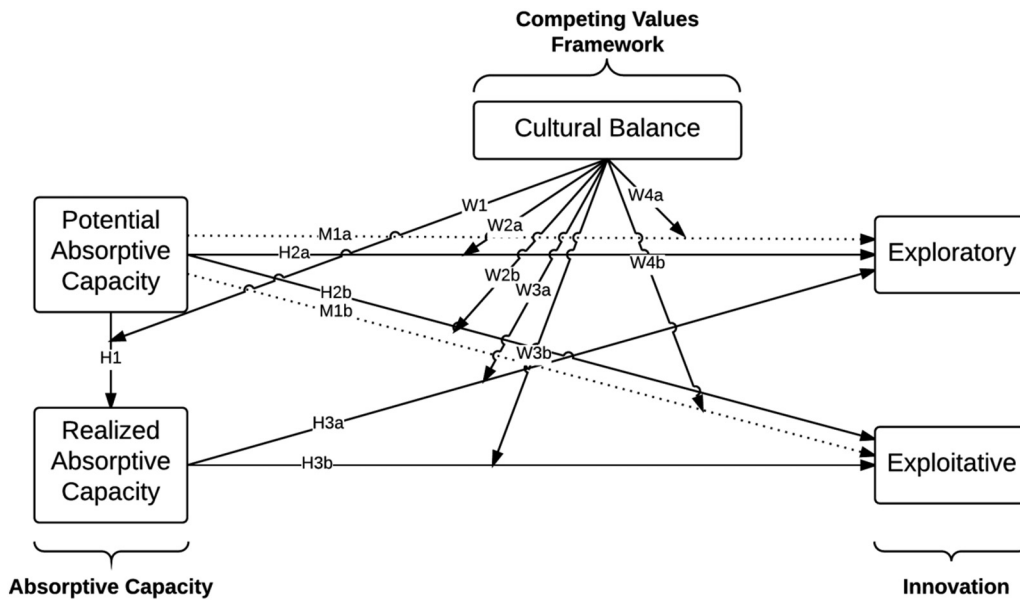 Competing Values
Framework
Cultural Balance
W1
W4a
W2a
Potential
Absorptive
Capacity
M1a
H2a
W4b
Exploratory
W2b
W3a
H2b
M1b
H1
W3b
Realized
Absorptive
Capacity
H3a
H3b
Exploitative
Absorptive Capacity
Innovation